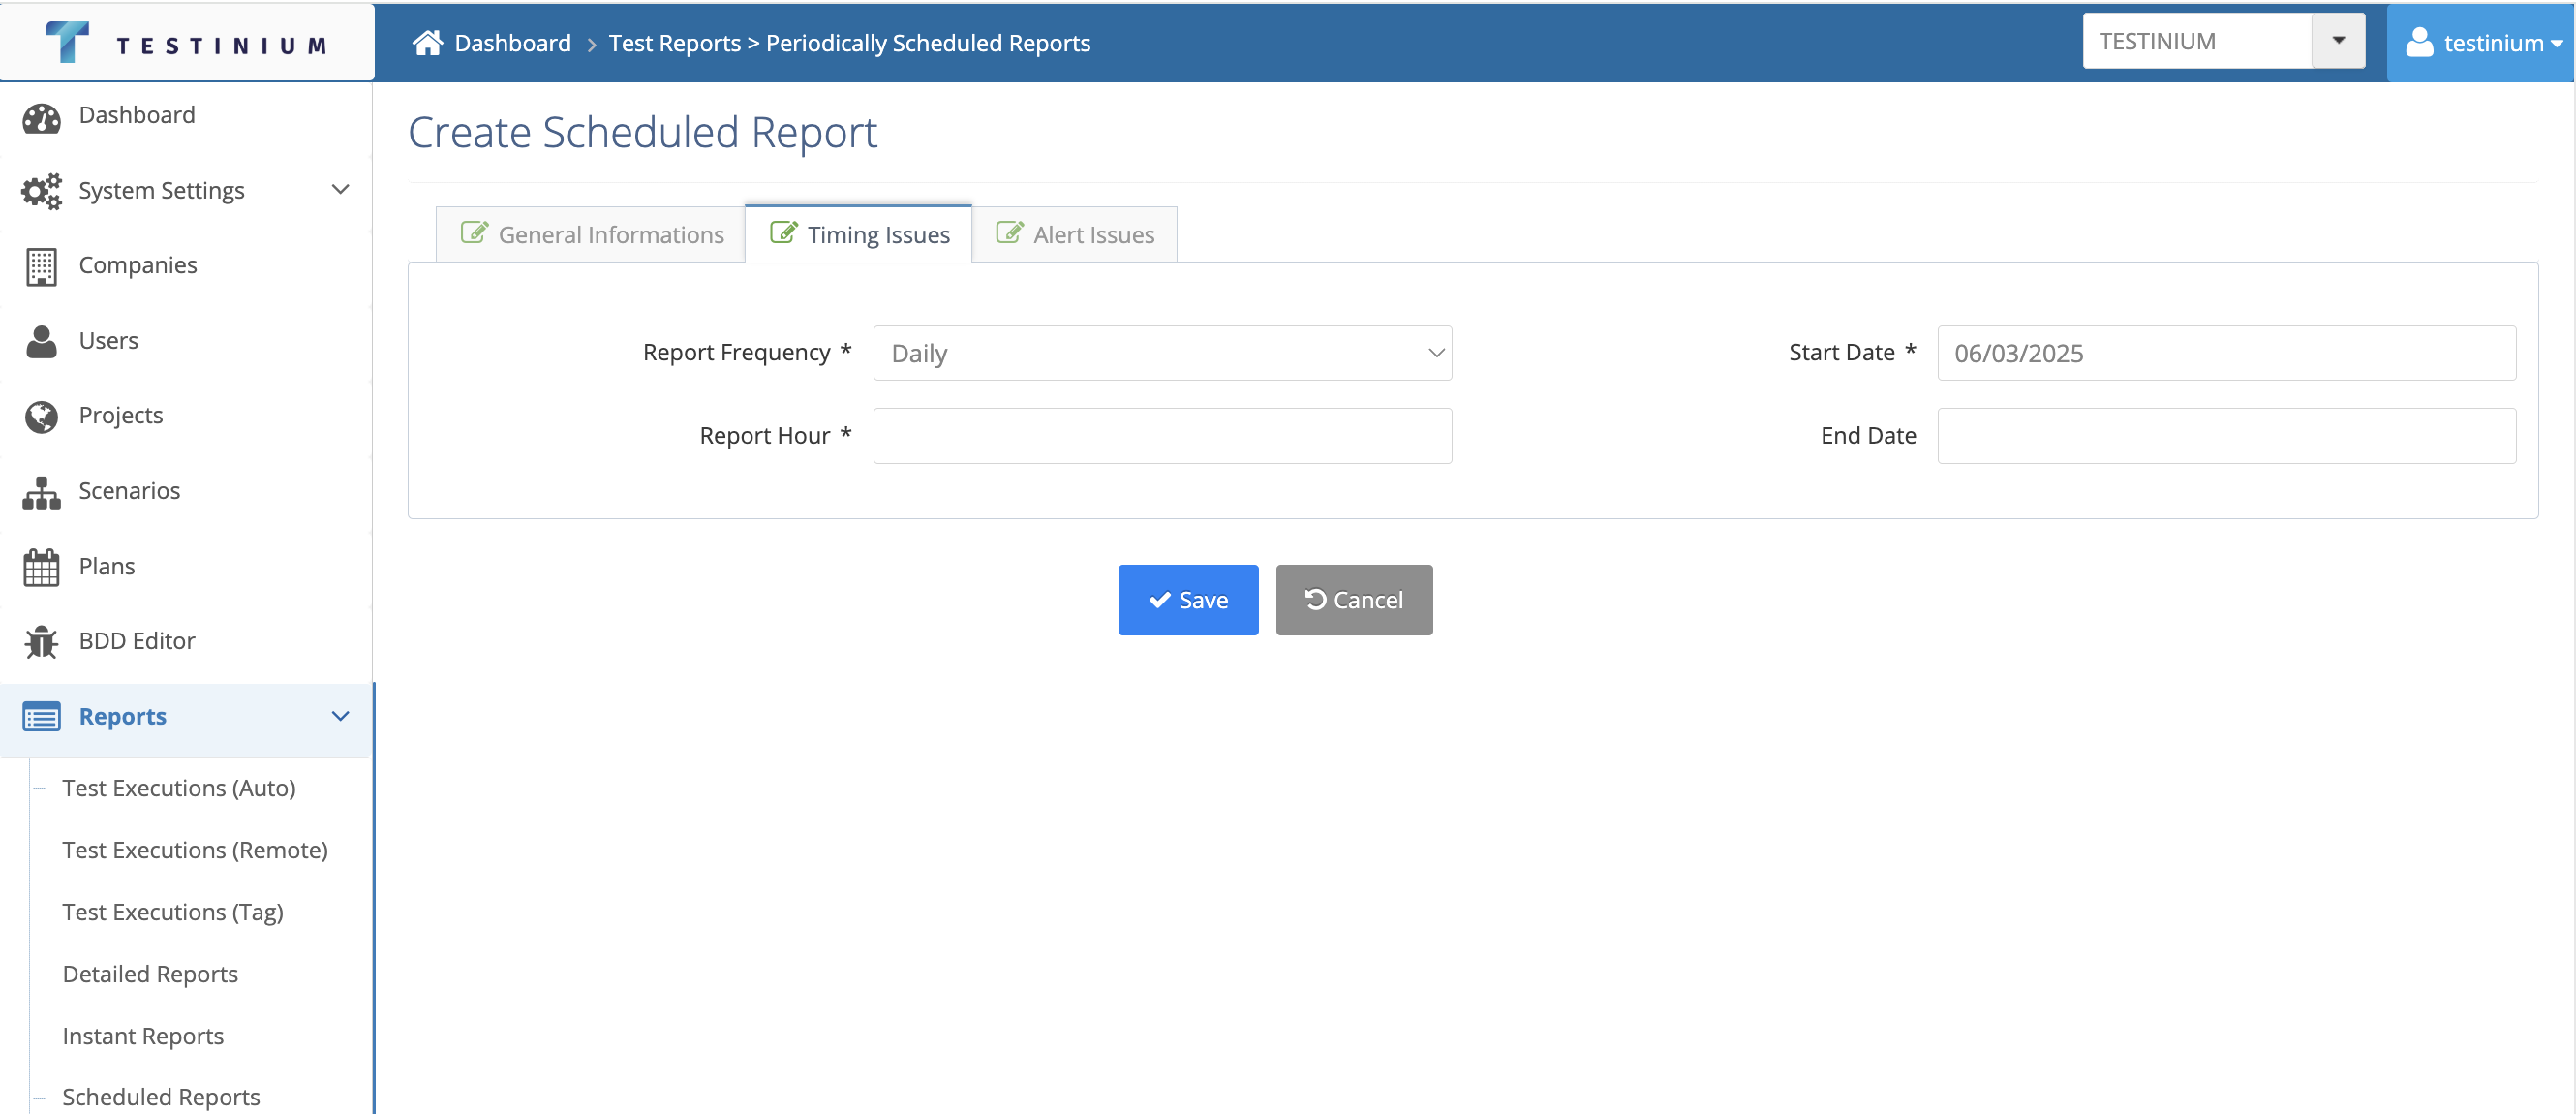 TESTINIUM
Dashboard > Test Reports > Periodically Scheduled Reports
TESTINIUM
testinium
Dashboard
System Settings
Companies
Users
Projects
Scenarios
Plans
BDD Editor
Reports
Test Executions (Auto)
Test Executions (Remote)
Test Executions (Tag)
Detailed Reports
Instant Reports
Scheduled Reports
Create Scheduled Report
General Informations
Timing Issues
Alert Issues
Report Frequency * Daily
Start Date * 06/03/2025
Report Hour *
End Date
Save
Cancel